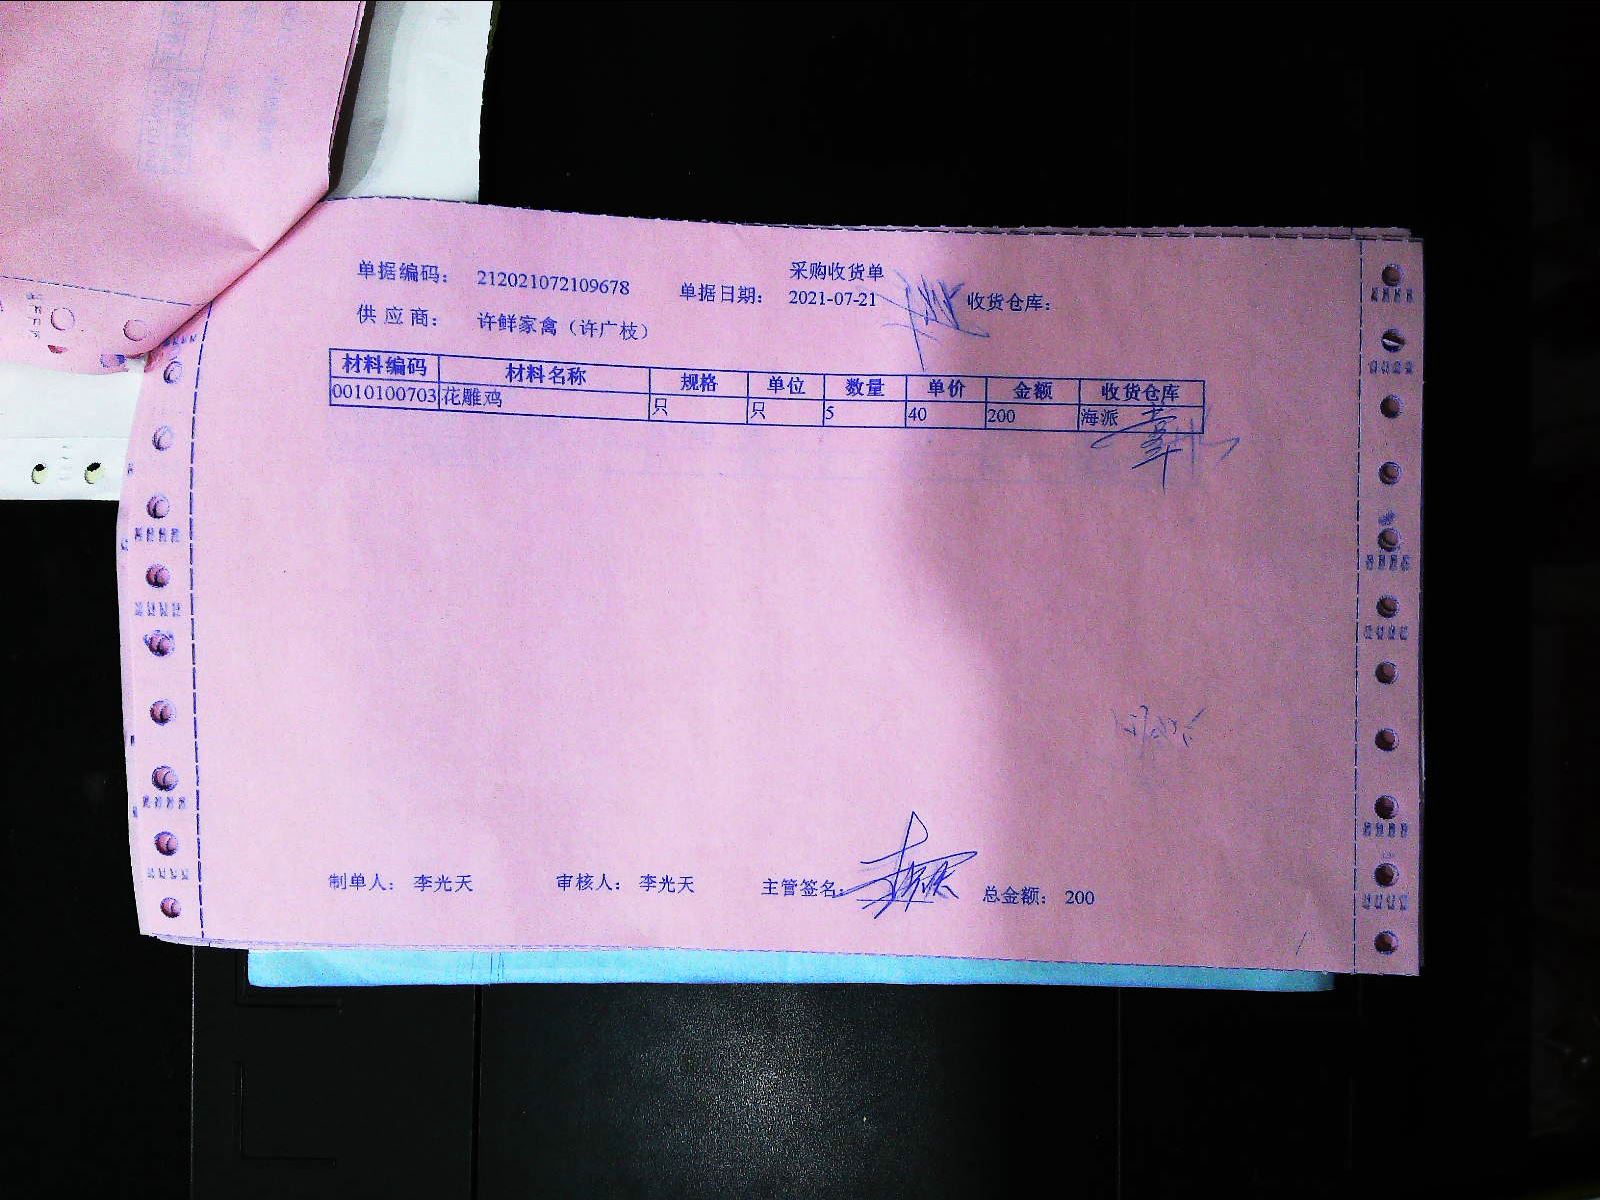 采购收货单
单据编码： 212021072109678 单据日期： 2021-07-21 收货仓库：
供应商： 许鲜家禽（许广枝）
材料编码 材料名称 规格 单位 数量 单价 金额 收货仓库
0010100703 花雕鸡 只 只 5 40 200 海派
制单人： 李光天 审核人： 李光天 主管签名： 总金额： 200